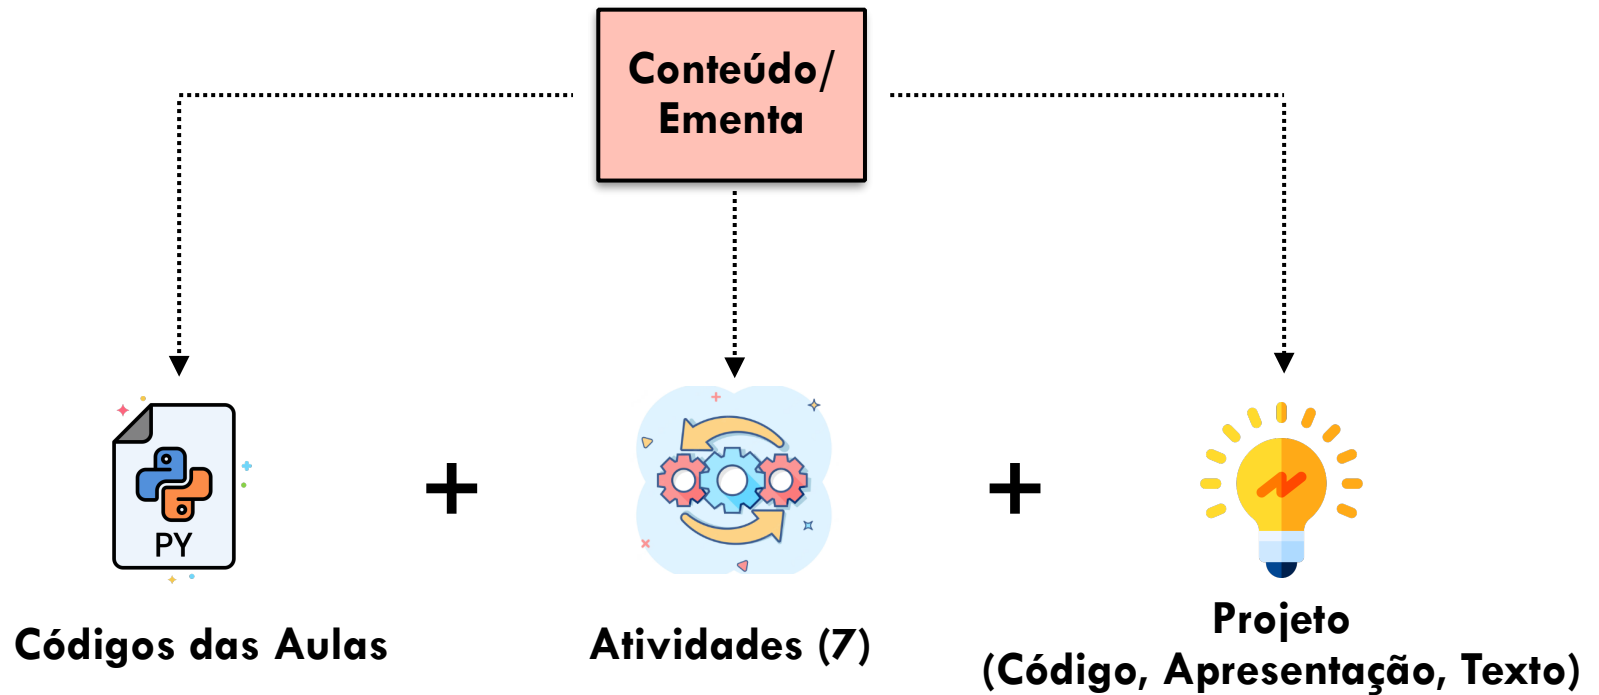 Conteúdo/
Ementa
PY
Códigos das Aulas
Atividades (7)
Projeto
(Código, Apresentação, Texto)